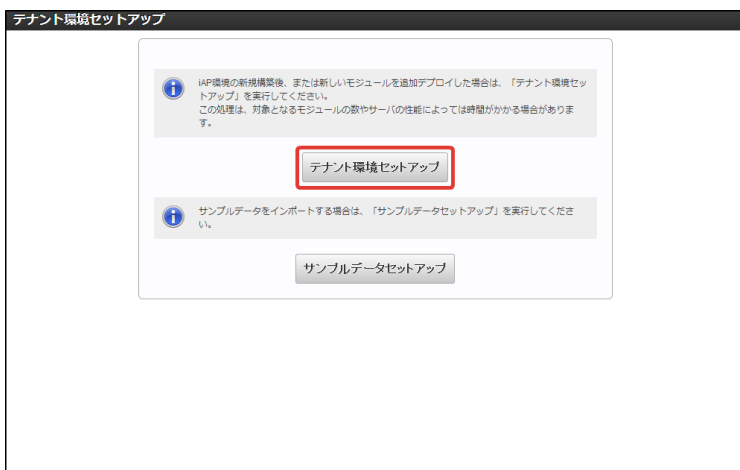 テナント環境セットアップ
iAP環境の新規構築後、または新しいモジュールを追加デプロイした場合は、「テナント環境セッ
トアップ」を実行してください。
この処理は、対象となるモジュールの数やサーバの性能によっては時間がかかる場合がありま
す。
テナント環境セットアップ
サンプルデータをインポートする場合は、「サンプルデータセットアップ」を実行してくださ
い。
サンプルデータセットアップ